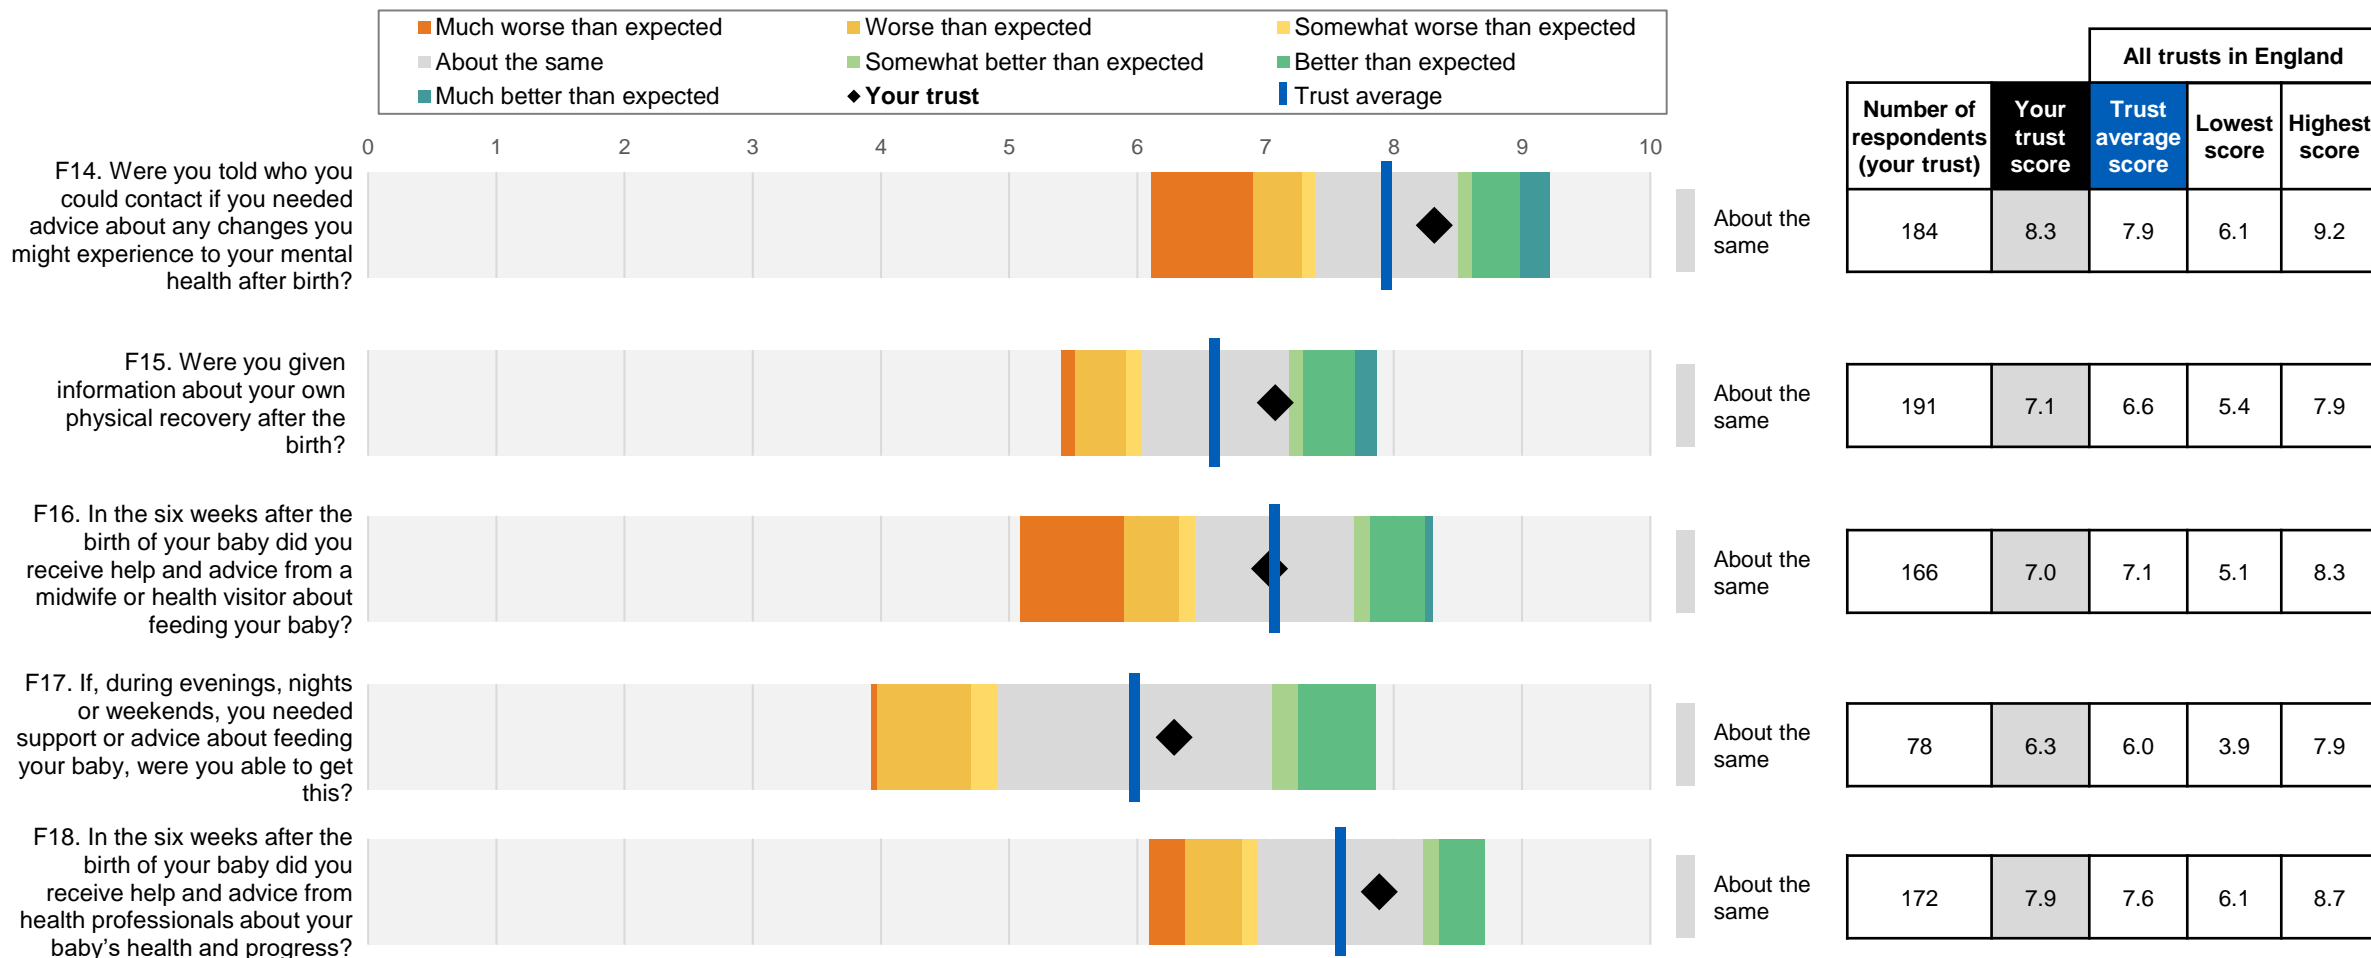 Much worse than expected
Worse than expected
Somewhat worse than expected
About the same
Somewhat better than expected
Better than expected
Much better than expected
Your trust
Trust average
All trusts in England
Number of
respondents
(your trust)
Your
trust
score
Trust
average
score
Lowest
score
Highest
score
0 1 2 3 4 5 6 7 8 9 10
F14. Were you told who you
could contact if you needed
advice about any changes you
might experience to your mental
health after birth?
About the
same
184 8.3 7.9 6.1 9.2
F15. Were you given
information about your own
physical recovery after the
birth?
About the
same
191 7.1 6.6 5.4 7.9
F16. In the six weeks after the
birth of your baby did you
receive help and advice from a
midwife or health visitor about
feeding your baby?
About the
same
166 7.0 7.1 5.1 8.3
F17. If, during evenings, nights
or weekends, you needed
support or advice about feeding
your baby, were you able to get
this?
About the
same
78 6.3 6.0 3.9 7.9
F18. In the six weeks after the
birth of your baby did you
receive help and advice from
health professionals about your
baby’s health and progress?
About the
same
172 7.9 7.6 6.1 8.7